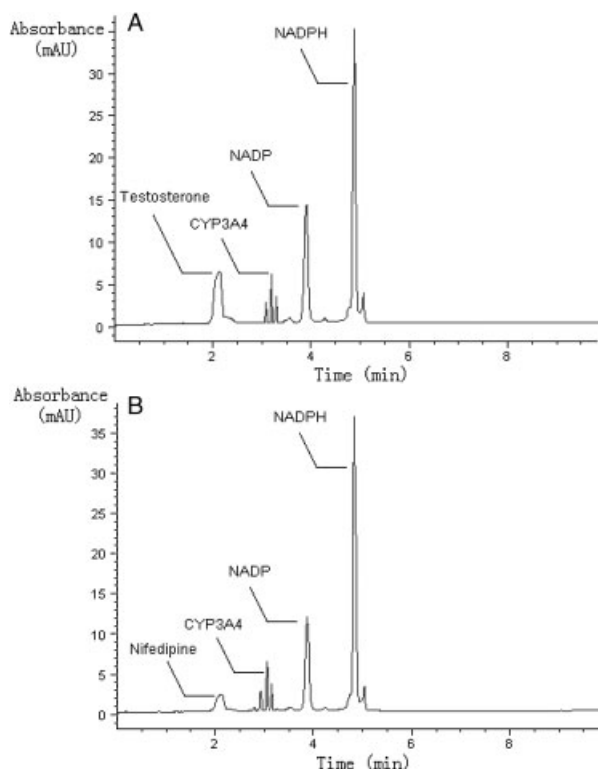 A
Absorbance
(mAU)
NADPH
35
30
25
NADP
20
Testosterone
15
CYP3A4
10
5
0
2
4
6
8
Time (min)
B
Absorbance
(mAU)
NADPH
35
30
25
20
NADP
15
CYP3A4
10
Nifedipine
5
0
2
4
6
8
Time (min)